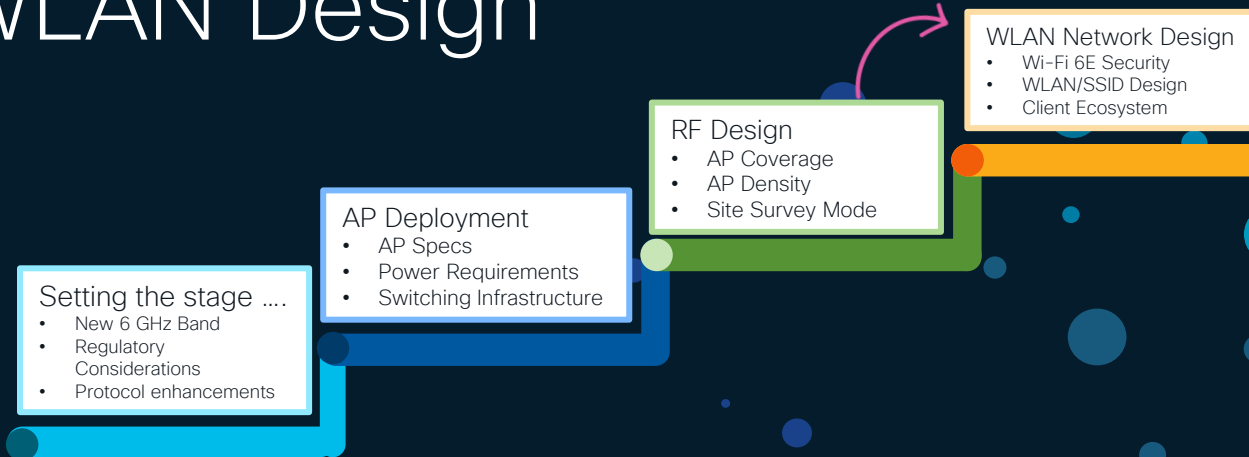 WLAN Design
WLAN Network Design
• Wi-Fi 6E Security
• WLAN/SSID Design
• Client Ecosystem
RF Design
• AP Coverage
• AP Density
• Site Survey Mode
AP Deployment
• AP Specs
• Power Requirements
• Switching Infrastructure
Setting the stage ....
• New 6 GHz Band
• Regulatory
Considerations
• Protocol enhancements